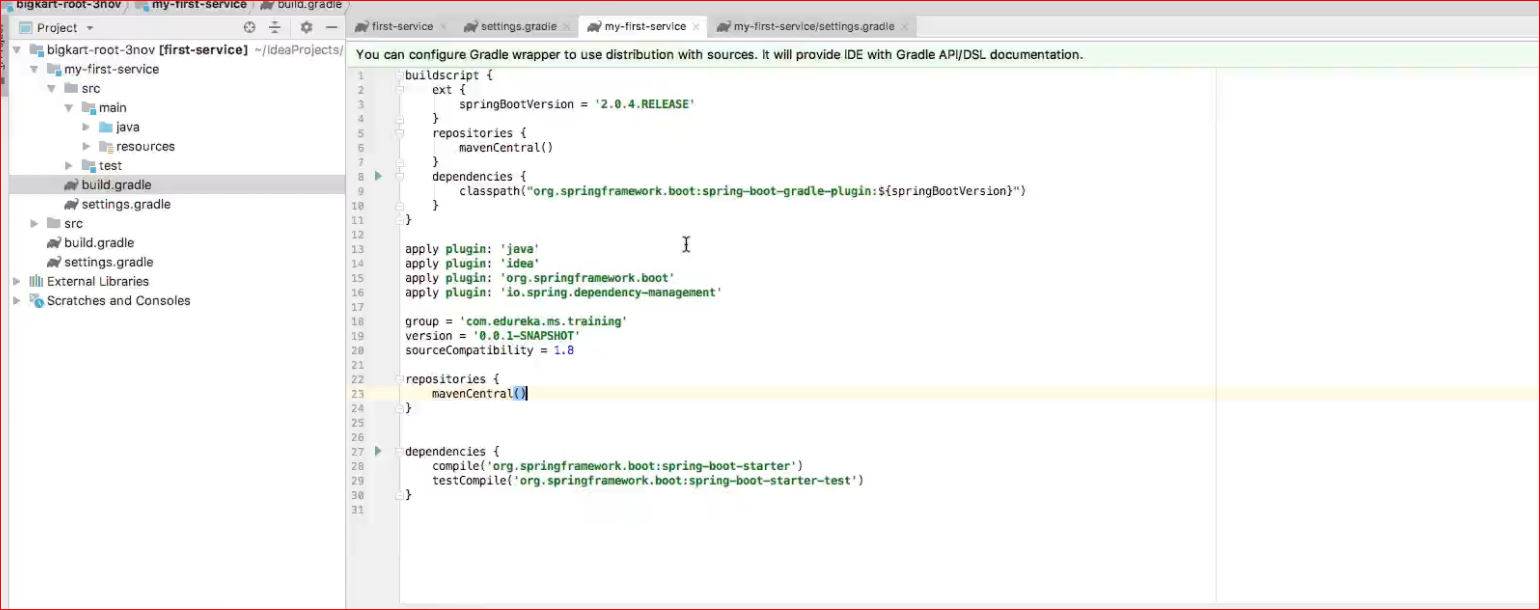 bigkart-root-3nov my-first-service build.gradle
Project
first-service settings.gradle my-first-service my-first-service/settings.gradle
bigkart-root-3nov [first-service] ~/IdeaProjects/
my-first-service
src
main
java
resources
test
build.gradle
settings.gradle
src
build.gradle
settings.gradle
External Libraries
Scratches and Consoles
You can configure Gradle wrapper to use distribution with sources. It will provide IDE with Gradle API/DSL documentation.
1 buildscript {
2 ext {
3 springBootVersion = '2.0.4.RELEASE'
4 }
5 repositories {
6 mavenCentral()
7 }
8 dependencies {
9 classpath("org.springframework.boot:spring-boot-gradle-plugin:${springBootVersion}")
10 }
11 }
12
13 apply plugin: 'java'
14 apply plugin: 'idea'
15 apply plugin: 'org.springframework.boot'
16 apply plugin: 'io.spring.dependency-management'
17
18 group = 'com.edureka.ms.training'
19 version = '0.0.1-SNAPSHOT'
20 sourceCompatibility = 1.8
21
22 repositories {
23 mavenCentral()
24 }
25
26
27 dependencies {
28 compile('org.springframework.boot:spring-boot-starter')
29 testCompile('org.springframework.boot:spring-boot-starter-test')
30 }
31